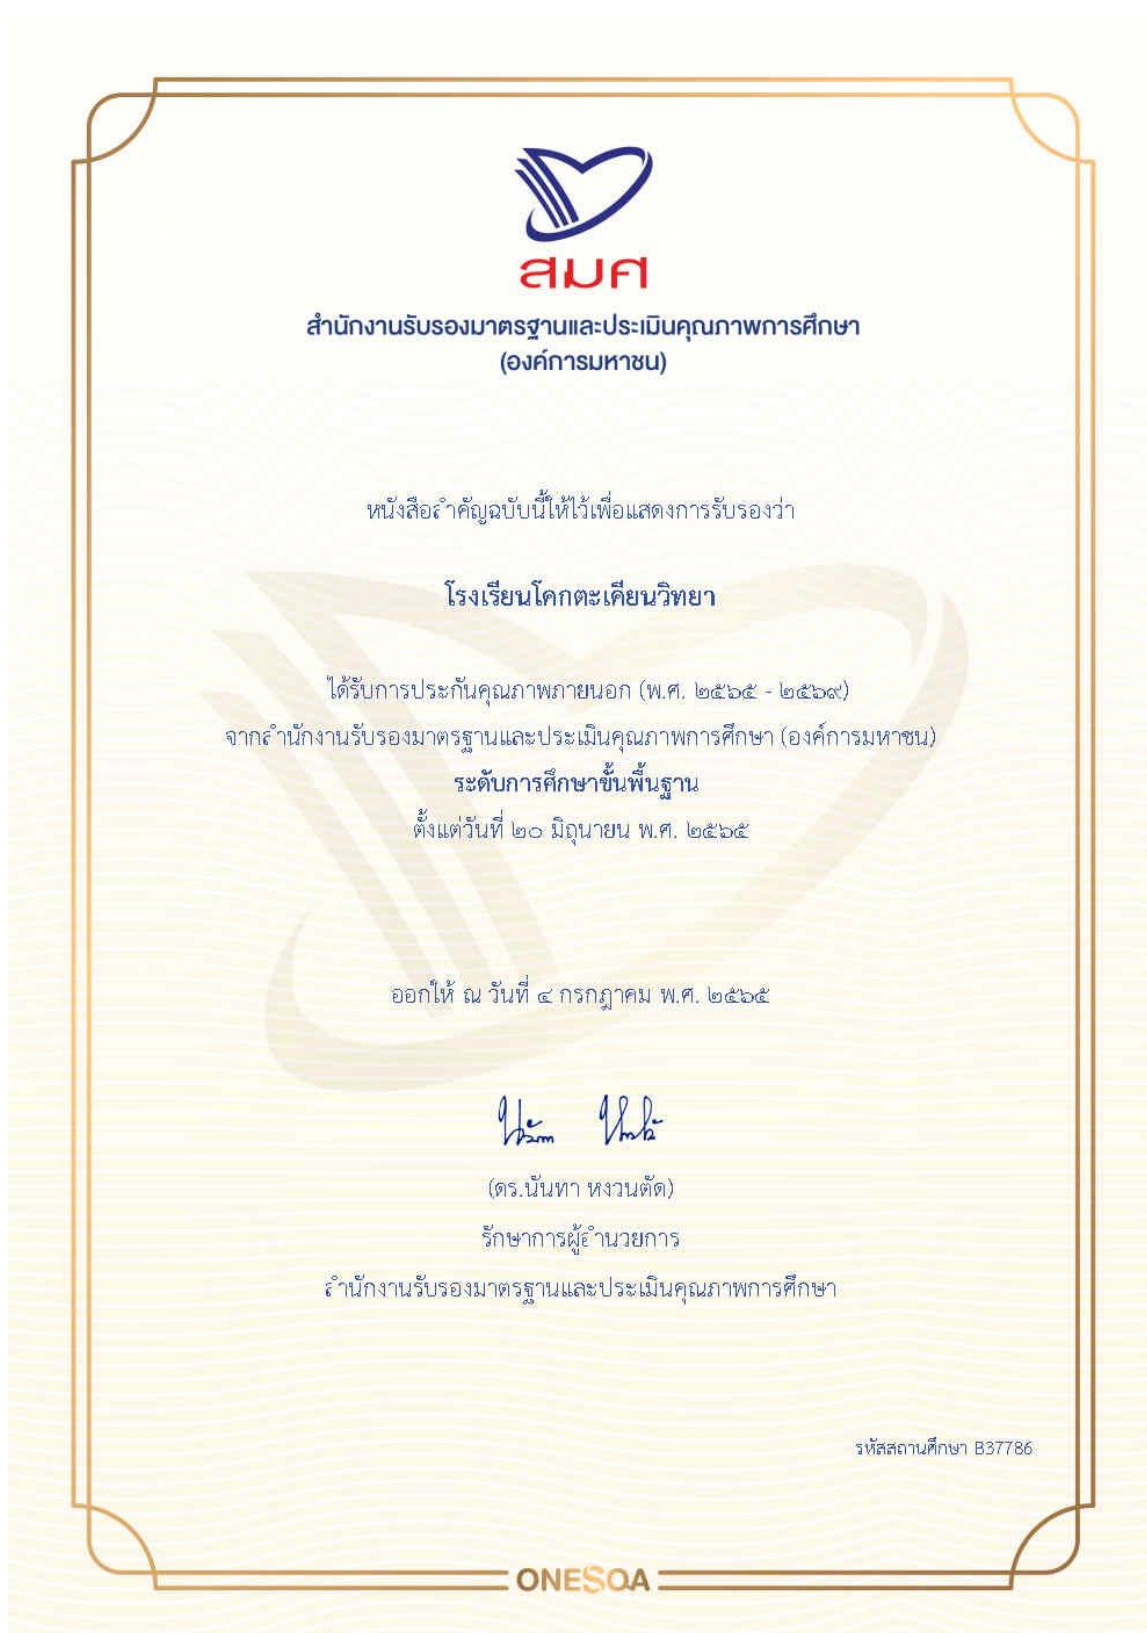 สมศ
สำนักงานรับรองมาตรฐานและประเมินคุณภาพการศึกษา
(องค์การมหาชน)
หนังสือสำคัญฉบับนี้ให้ไว้เพื่อแสดงการรับรองว่า
โรงเรียนโคกตะเคียนวิทยา
ได้รับการประกันคุณภาพภายนอก (พ.ศ. ๒๕๖๕ - ๒๕๖๙)
จากสำนักงานรับรองมาตรฐานและประเมินคุณภาพการศึกษา (องค์การมหาชน)
ระดับการศึกษาขั้นพื้นฐาน
ตั้งแต่วันที่ ๒๐ มิถุนายน พ.ศ. ๒๕๖๕
ออกให้ ณ วันที่ ๔ กรกฎาคม พ.ศ. ๒๕๖๕
(ดร.นันทา หงวนตัด)
รักษาการผู้อำนวยการ
สำนักงานรับรองมาตรฐานและประเมินคุณภาพการศึกษา
รหัสสถานศึกษา B37786
ONESQA